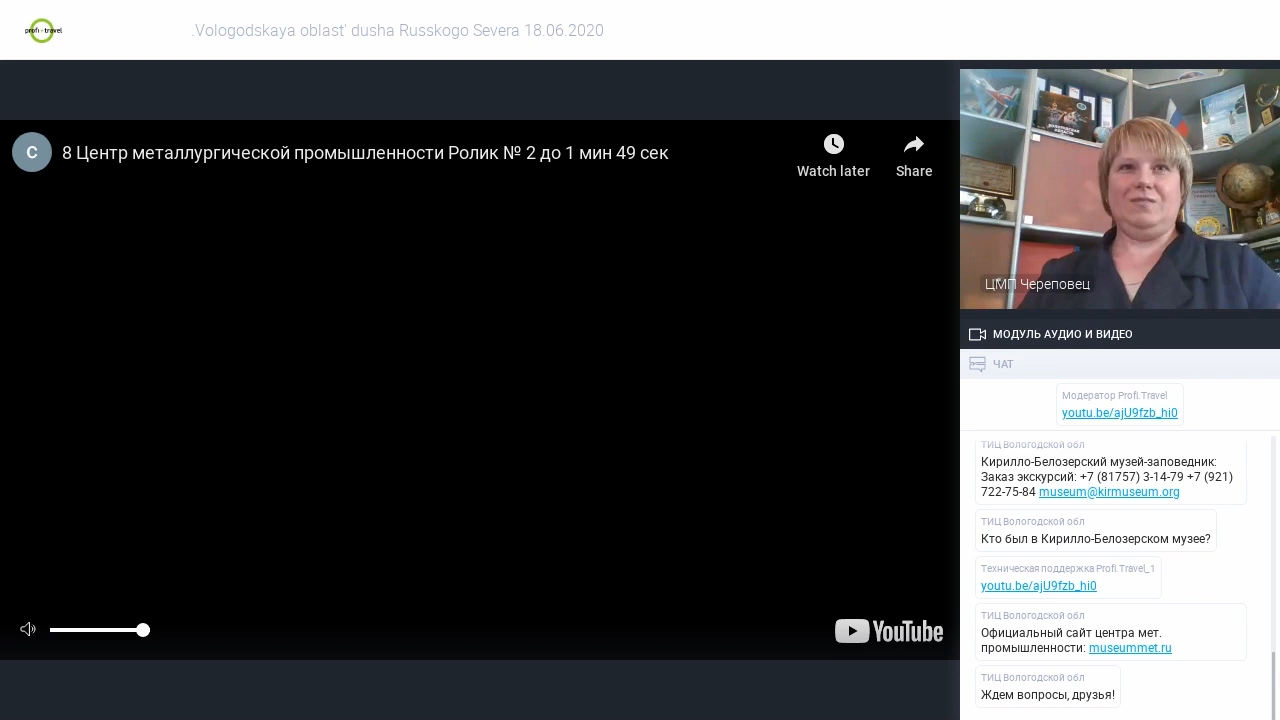 profi travel
.Vologodskaya oblast' dusha Russkogo Severa 18.06.2020
С
8 Центр металлургической промышленности Ролик № 2 до 1 мин 49 сек
Watch later
Share
YouTube
ЦМП Череповец
МОДУЛЬ АУДИО И ВИДЕО
ЧАТ
Модератор Profi.Travel
youtu.be/ajU9fzb_hi0
ТИЦ Вологодской обл
Кирилло-Белозерский музей-заповедник:
Заказ экскурсий: +7 (81757) 3-14-79 +7 (921)
722-75-84 museum@kirmuseum.org
ТИЦ Вологодской обл
Кто был в Кирилло-Белозерском музее?
Техническая поддержка Profi.Travel_1
youtu.be/ajU9fzb_hi0
ТИЦ Вологодской обл
Официальный сайт центра мет.
промышленности: museummet.ru
ТИЦ Вологодской обл
Ждем вопросы, друзья!